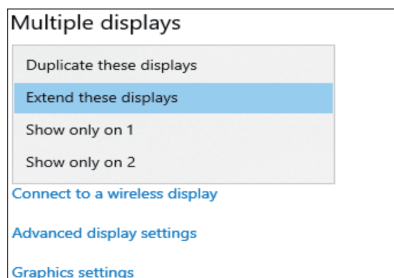 Multiple displays
Duplicate these displays
Extend these displays
Show only on 1
Show only on 2
Connect to a wireless display
Advanced display settings
Graphics settings